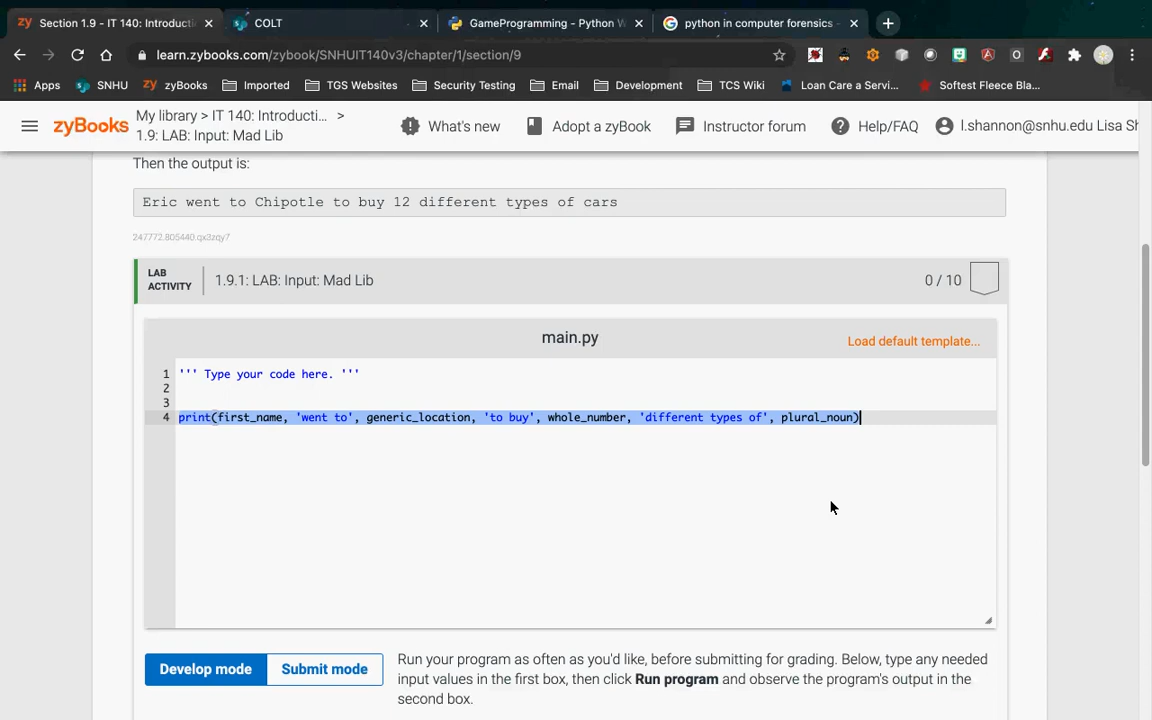 Section 1.9 - IT 140: Introducti
COLT
GameProgramming - Python W
python in computer forensics -
learn.zybooks.com/zybook/SNHUIT140v3/chapter/1/section/9
Apps
SNHU
zyBooks
Imported
TGS Websites
Security Testing
Email
Development
TCS Wiki
Loan Care a Servi...
Softest Fleece Bla...
zyBooks
My library > IT 140: Introducti... >
1.9: LAB: Input: Mad Lib
What's new
Adopt a zyBook
Instructor forum
Help/FAQ
l.shannon@snhu.edu Lisa Sh
Then the output is:
Eric went to Chipotle to buy 12 different types of cars
247772.805440.qx3zqy7
LAB
ACTIVITY
1.9.1: LAB: Input: Mad Lib
0 / 10
main.py
Load default template...
1 ''' Type your code here. '''
2
3
4 print(first_name, 'went to', generic_location, 'to buy', whole_number, 'different types of', plural_noun)
Develop mode
Submit mode
Run your program as often as you'd like, before submitting for grading. Below, type any needed
input values in the first box, then click Run program and observe the program's output in the
second box.